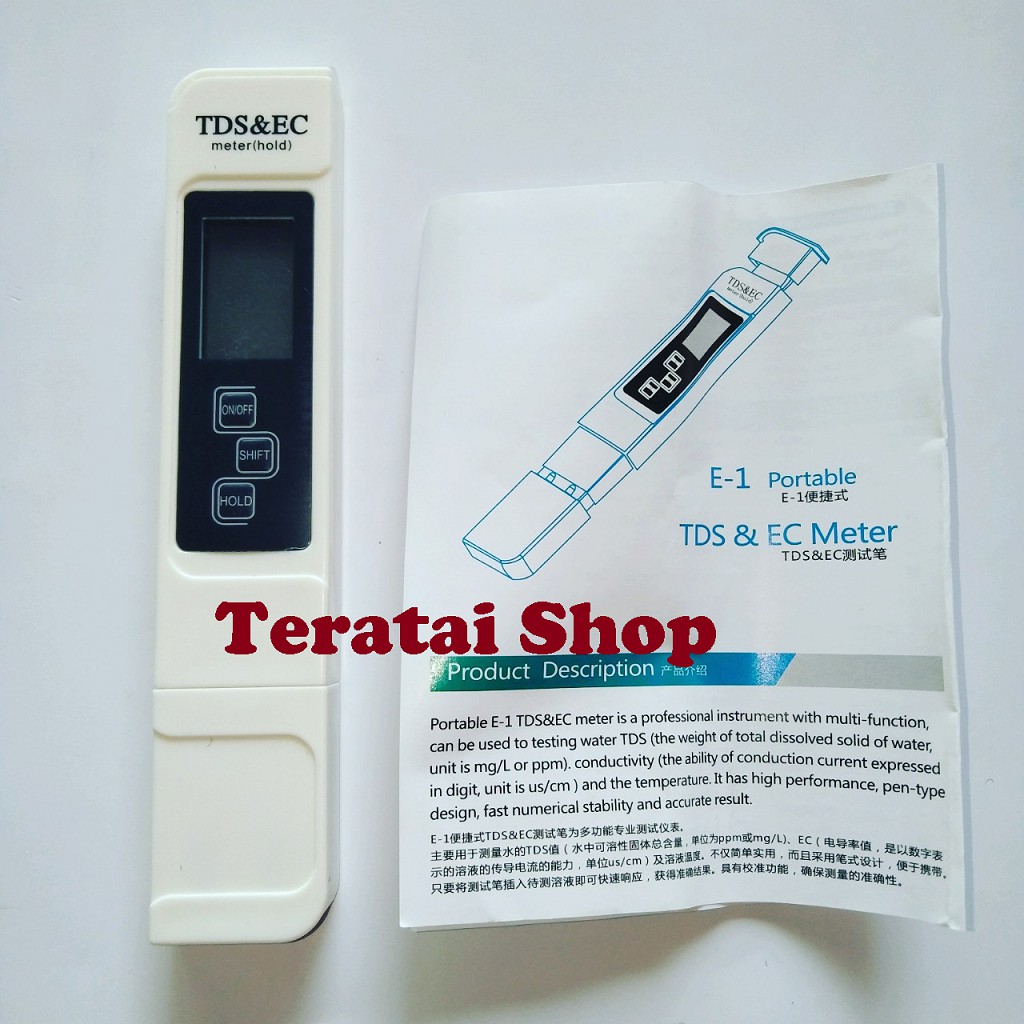 TDS&EC
meter(hold)
ON/OFF
SHIFT
HOLD
TDS&EC
meter(hold)
E-1 Portable
E-1便捷式
TDS & EC Meter
TDS&EC测试笔
Teratai Shop
Product Description 产品介绍
Portable E-1 TDS&EC meter is a professional instrument with multi-function,
can be used to testing water TDS (the weight of total dissolved solid of water,
unit is mg/L or ppm). conductivity (the ability of conduction current expressed
in digit, unit is us/cm ) and the temperature. It has high performance, pen-type
design, fast numerical stability and accurate result.
E-1便捷式TDS&EC测试笔为多功能专业测试仪表。
主要用于测量水的TDS值（水中可溶性固体总含量，单位为ppm或mg/L)、EC（电导率值，是以数字表
示的溶液的传导电流的能力，单位us/cm）及溶液温度。不仅简单实用，而且采用笔式设计，便于携带。
只要将测试笔插入待测溶液即可快速响应，获得准确结果。具有校准功能，确保测量的准确性。